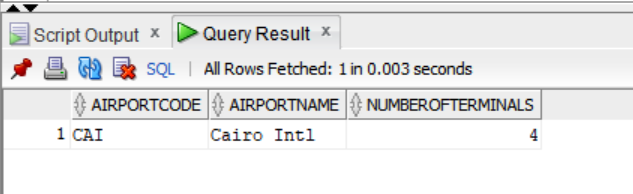 Script Output x Query Result x
SQL | All Rows Fetched: 1 in 0.003 seconds
AIRPORTCODE AIRPORTNAME NUMBEROFTERMINALS
1 CAI Cairo Intl 4